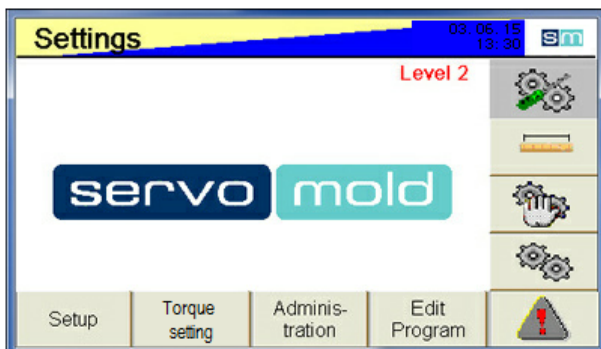 Settings
03. 06. 15
13: 30
sm
Level 2
servo mold
Setup
Torque
setting
Adminis-
tration
Edit
Program
!